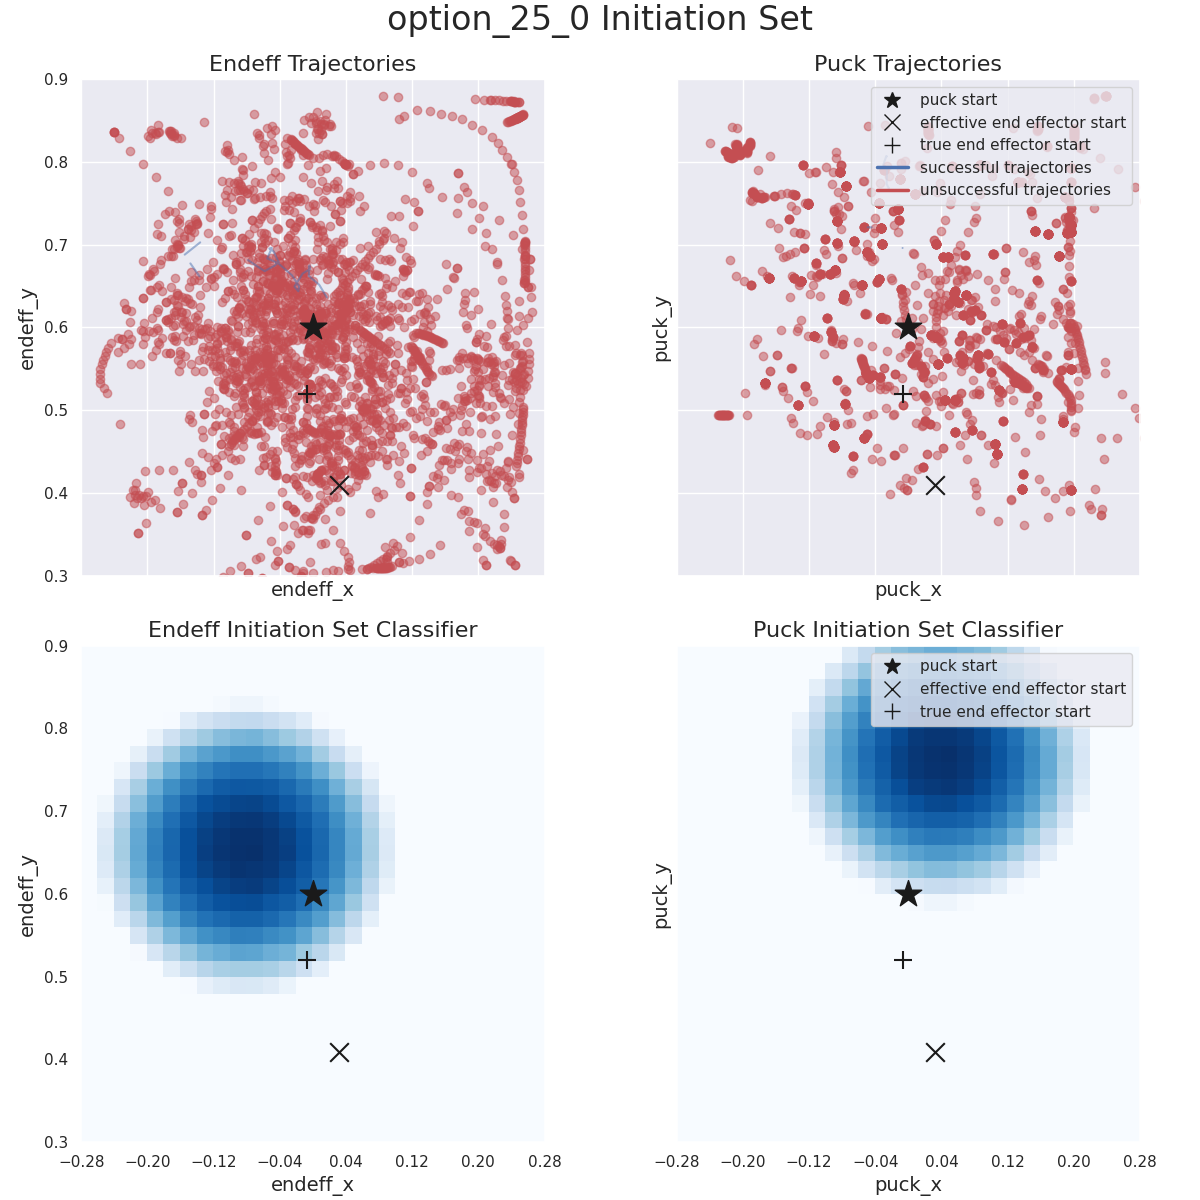 option_25_0 Initiation Set
Endeff Trajectories
0.9
0.8
0.7
0.6
0.5
0.4
0.3
endeff_y
endeff_x
Puck Trajectories
puck start
effective end effector start
true end effector start
successful trajectories
unsuccessful trajectories
puck_y
puck_x
Endeff Initiation Set Classifier
0.9
0.8
0.7
0.6
0.5
0.4
0.3
endeff_y
−0.28 −0.20 −0.12 −0.04 0.04 0.12 0.20 0.28
endeff_x
Puck Initiation Set Classifier
puck start
effective end effector start
true end effector start
puck_y
−0.28 −0.20 −0.12 −0.04 0.04 0.12 0.20 0.28
puck_x